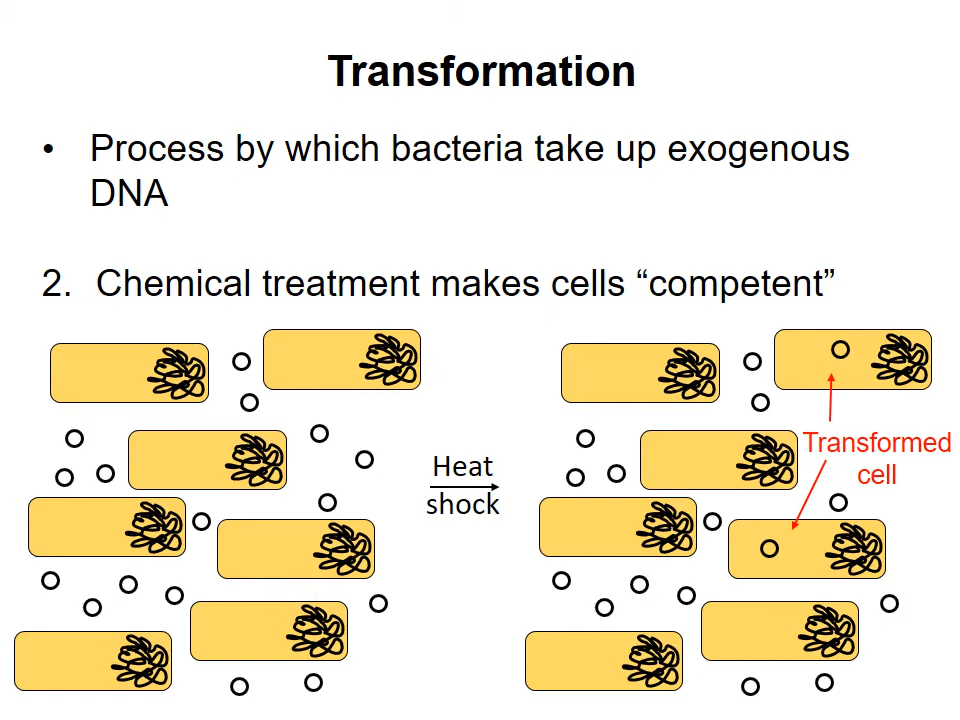 Transformation
• Process by which bacteria take up exogenous
DNA
2. Chemical treatment makes cells “competent”
Heat
shock
Transformed
cell